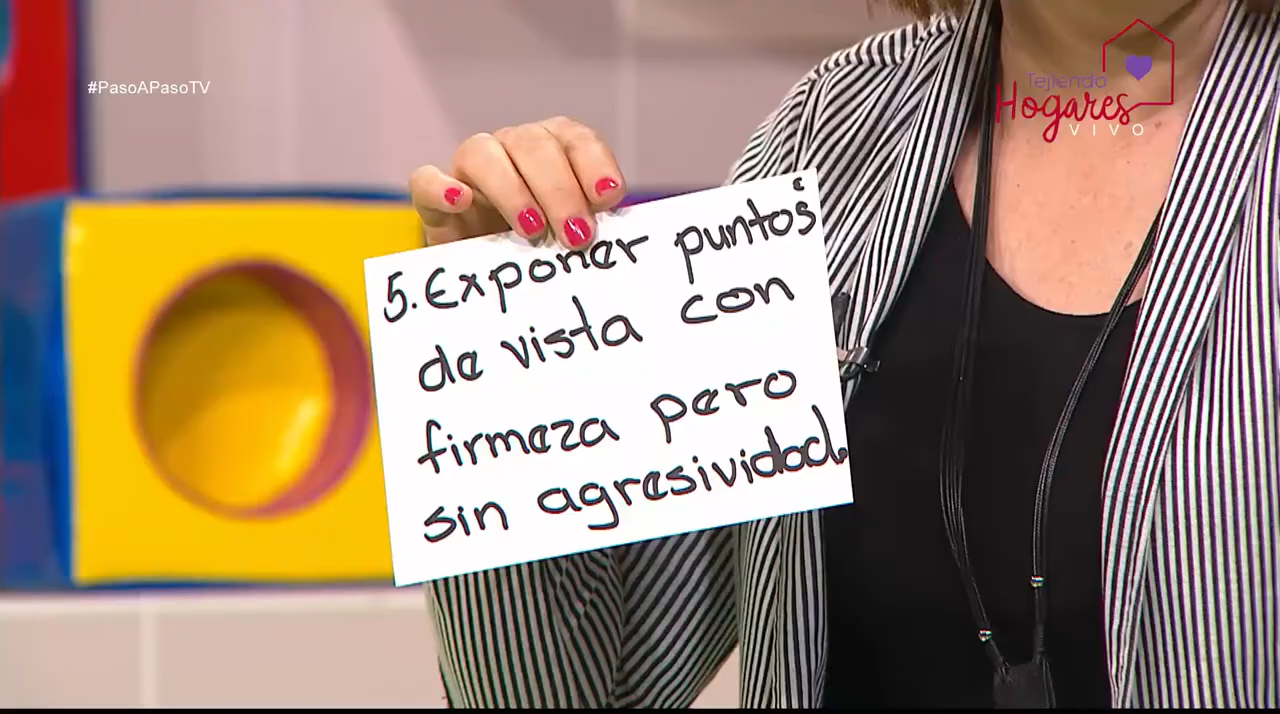 #PasoAPasoTV
Tejiendo
Hogares
VIVO
5. Exponer puntos
de vista con
firmeza pero
sin agresividad.